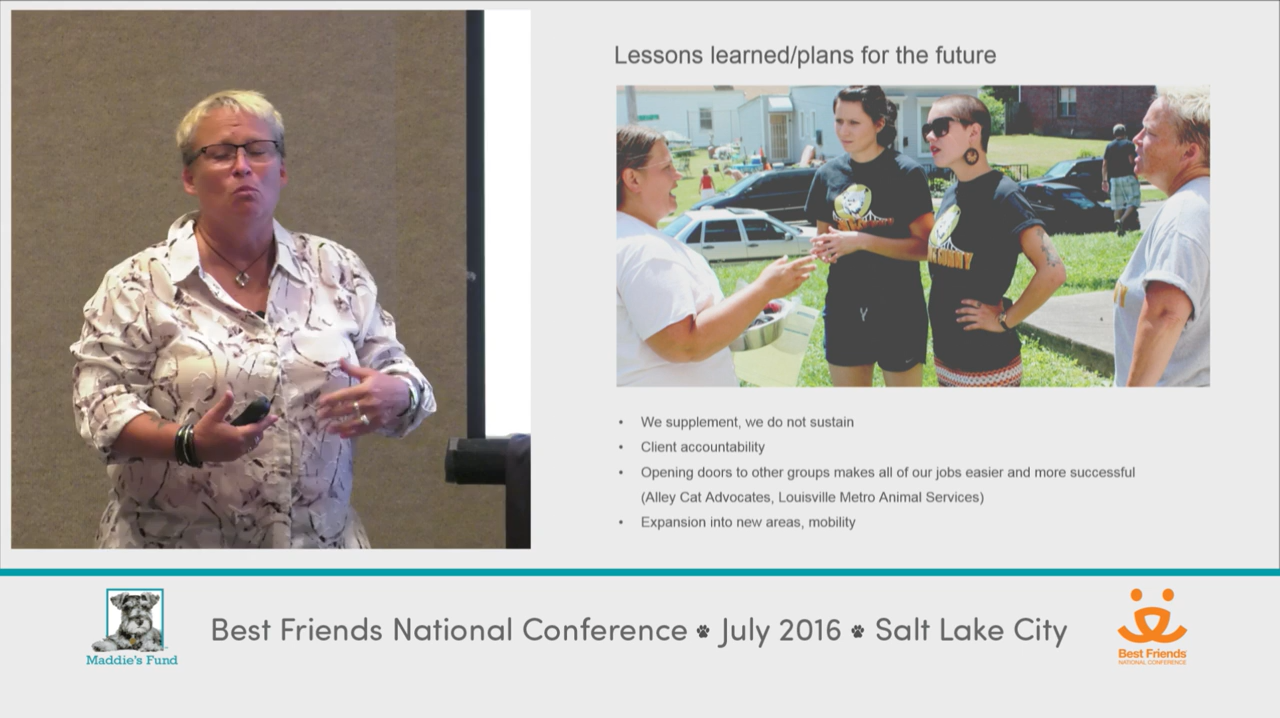 Lessons learned/plans for the future
• We supplement, we do not sustain
• Client accountability
• Opening doors to other groups makes all of our jobs easier and more successful
(Alley Cat Advocates, Louisville Metro Animal Services)
• Expansion into new areas, mobility
Maddie's Fund
Best Friends National Conference July 2016 Salt Lake City
Best Friends
NATIONAL CONFERENCE